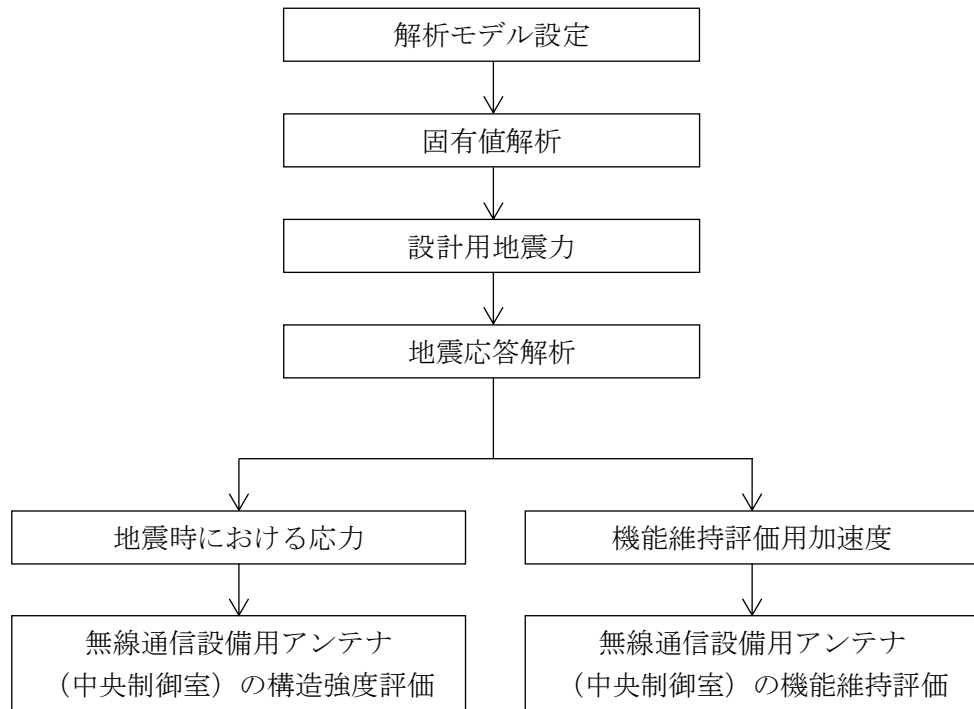 解析モデル設定
固有値解析
設計用地震力
地震応答解析
地震時における応力
機能維持評価用加速度
無線通信設備用アンテナ
（中央制御室）の構造強度評価
無線通信設備用アンテナ
（中央制御室）の機能維持評価